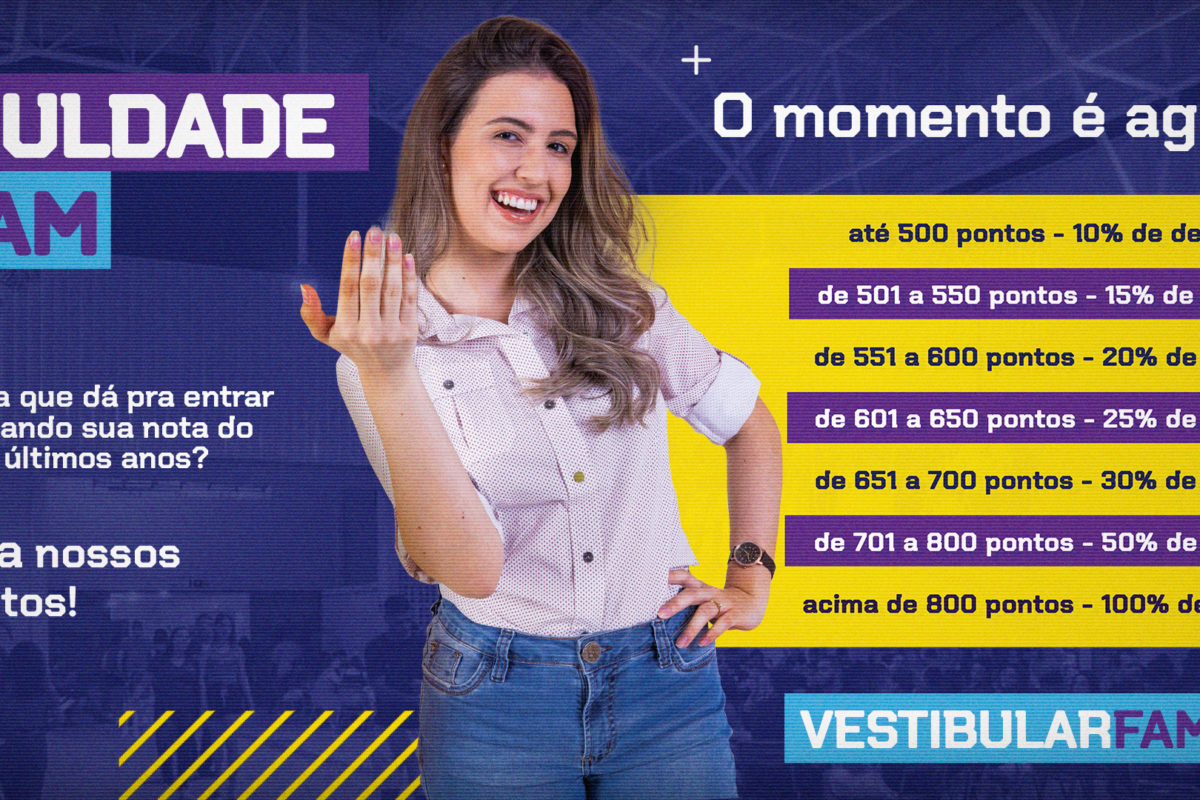 ULDADE
AM
a que dá pra entrar
ando sua nota do
últimos anos?
a nossos
tos!
O momento é ag
até 500 pontos - 10% de de
de 501 a 550 pontos - 15% de
de 551 a 600 pontos - 20% de
de 601 a 650 pontos - 25% de
de 651 a 700 pontos - 30% de
de 701 a 800 pontos - 50% de
acima de 800 pontos - 100% de
VESTIBULARFAM